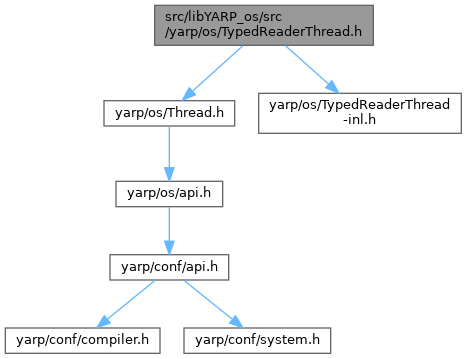 src/libYARP_os/src
/yarp/os/TypedReaderThread.h
yarp/os/Thread.h
yarp/os/TypedReaderThread
-inl.h
yarp/os/api.h
yarp/conf/api.h
yarp/conf/compiler.h
yarp/conf/system.h